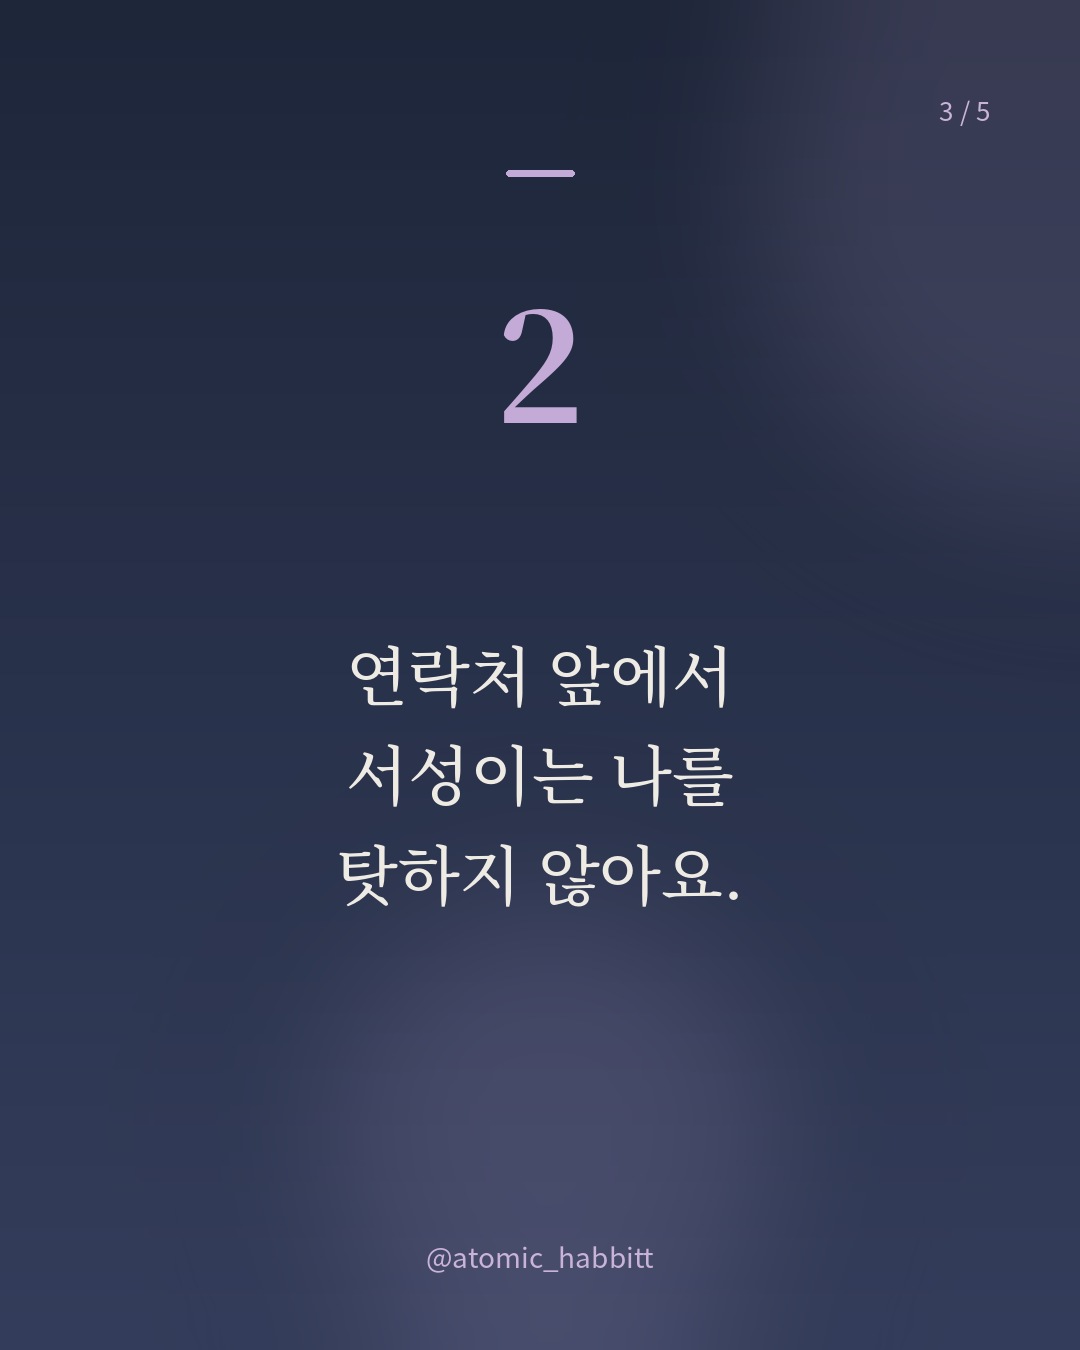 3 / 5
2
연락처 앞에서
서성이는 나를
탓하지 않아요.
@atomic_habbitt